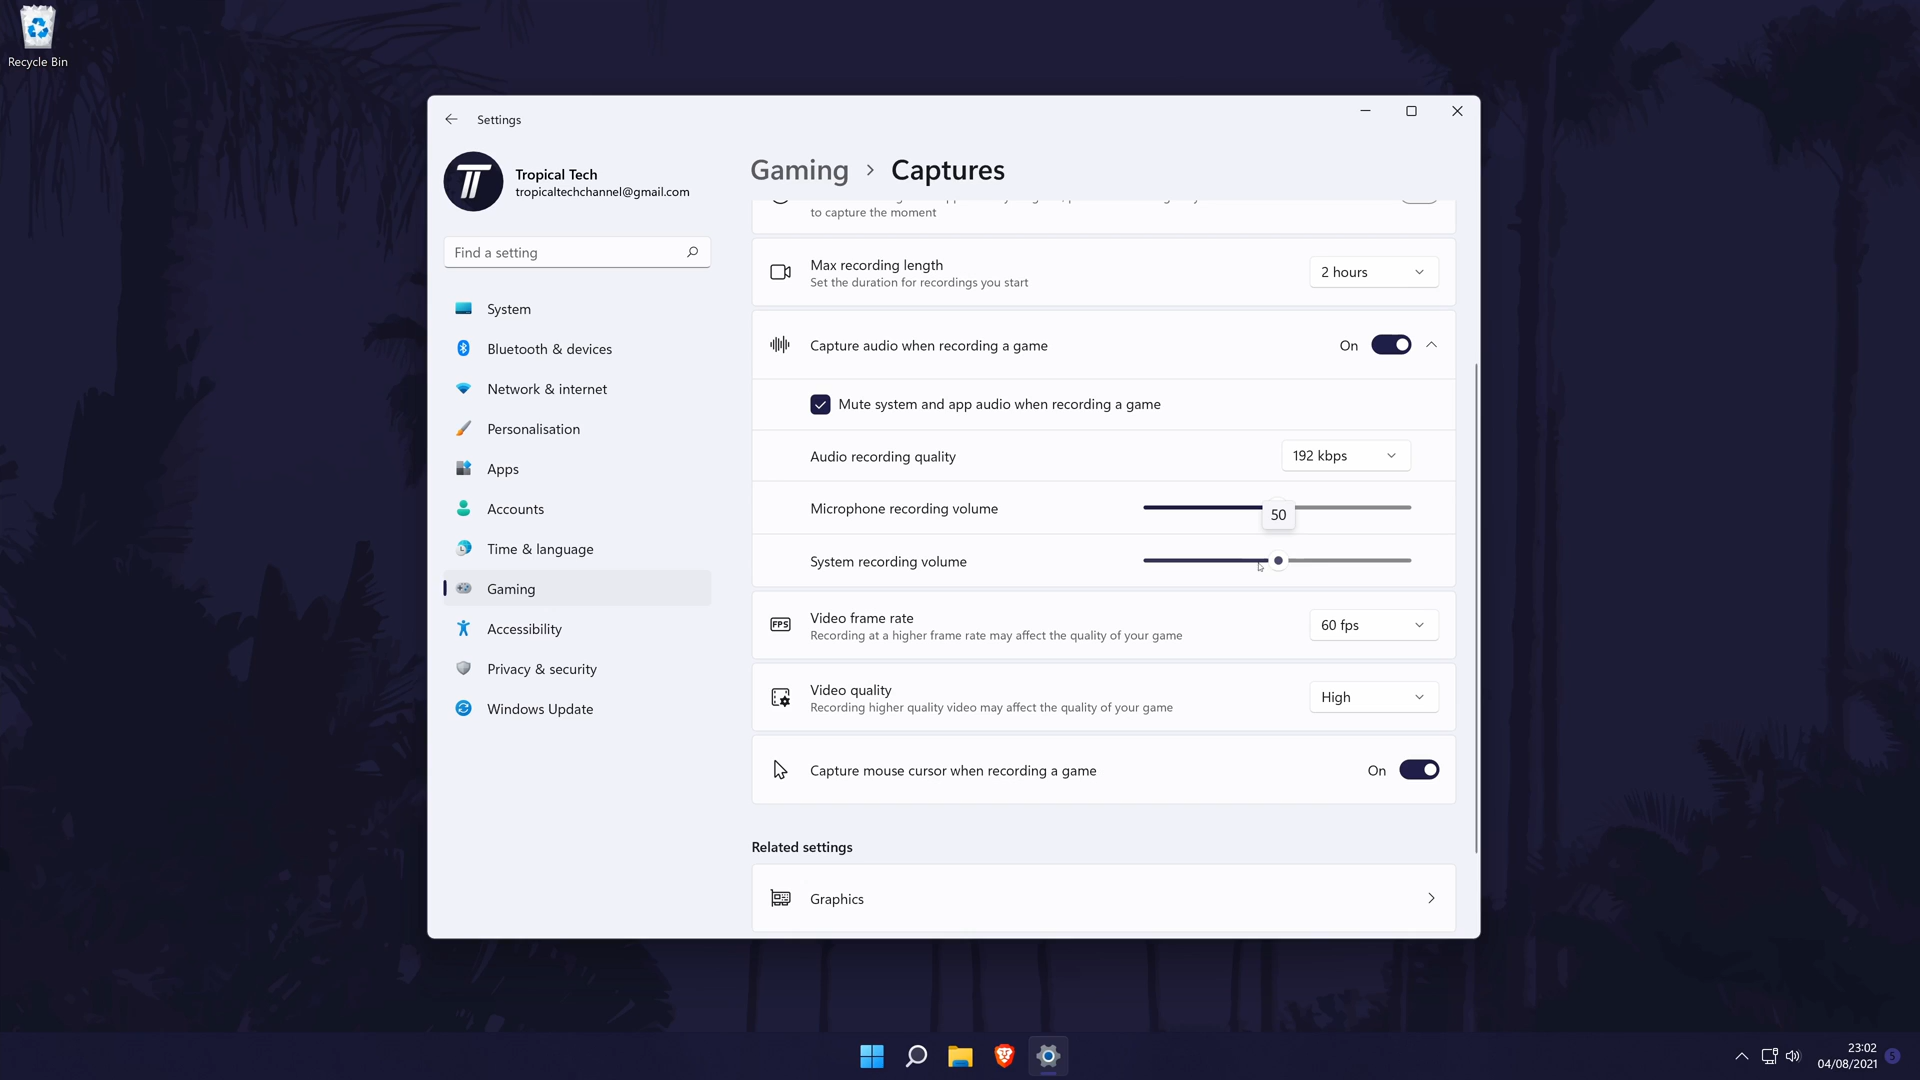 Recycle Bin
Settings
Tropical Tech
tropicaltechchannel@gmail.com
Find a setting
System
Bluetooth & devices
Network & internet
Personalisation
Apps
Accounts
Time & language
Gaming
Accessibility
Privacy & security
Windows Update
Gaming > Captures
to capture the moment
Max recording length
Set the duration for recordings you start
2 hours
Capture audio when recording a game
On
Mute system and app audio when recording a game
Audio recording quality
192 kbps
Microphone recording volume
50
System recording volume
FPS
Video frame rate
Recording at a higher frame rate may affect the quality of your game
60 fps
Video quality
Recording higher quality video may affect the quality of your game
High
Capture mouse cursor when recording a game
On
Related settings
Graphics
23:02
04/08/2021
5